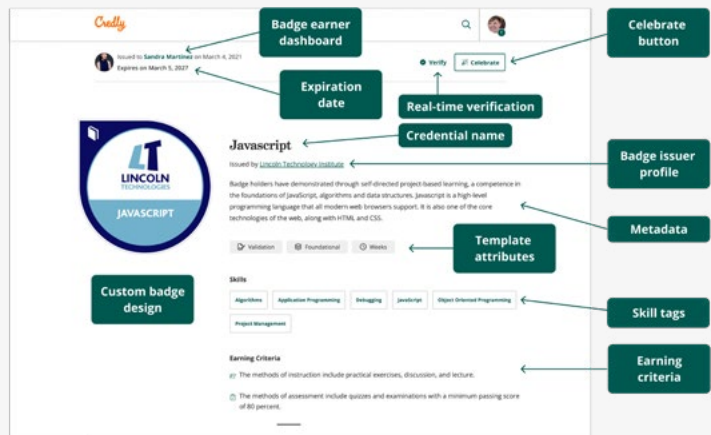 Credly
Badge earner
dashboard
Celebrate
button
Issued to Sandra Martinez on March 4, 2021
Expires on March 5, 2027
Verify
Celebrate
Expiration
date
Real-time verification
Credential name
Javascript
Issued by Lincoln Technology Institute
Badge issuer
profile
LT
LINCOLN
TECHNOLOGIES
JAVASCRIPT
Badge holders have demonstrated through self-directed project-based learning, a competence in
the foundations of JavaScript, algorithms and data structures. Javascript is a high-level
programming language that all modern web browsers support. It is also one of the core
technologies of the web, along with HTML and CSS.
Metadata
Validation
Foundational
Weeks
Template
attributes
Custom badge
design
Skills
Algorithms
Application Programming
Debugging
JavaScript
Object Oriented Programming
Project Management
Skill tags
Earning Criteria
The methods of instruction include practical exercises, discussion, and lecture.
The methods of assessment include quizzes and examinations with a minimum passing score
of 80 percent.
Earning
criteria